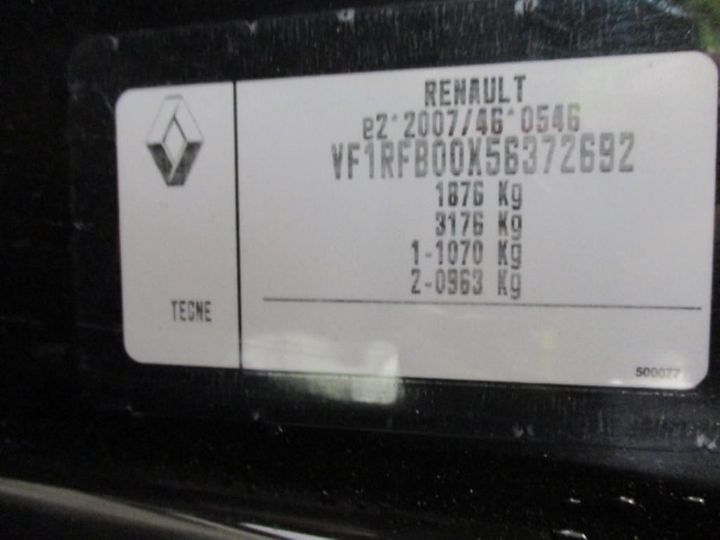 RENAULT
e2*2007/46*0546
VF1RFB00X56372692
1876 Kg
3176 Kg
1-1070 Kg
2-0963 Kg
TECNE
500077